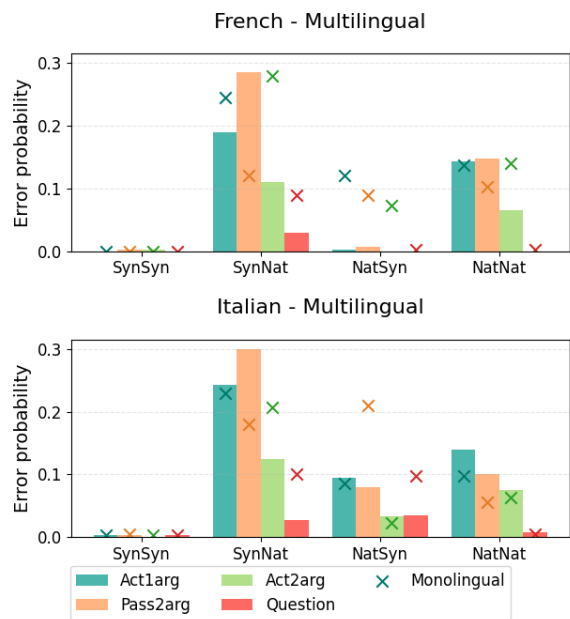 French - Multilingual
Error probability
0.3
0.2
0.1
0.0
SynSyn SynNat NatSyn NatNat
Italian - Multilingual
Error probability
0.3
0.2
0.1
0.0
SynSyn SynNat NatSyn NatNat
Act1arg Act2arg Monolingual
Pass2arg Question